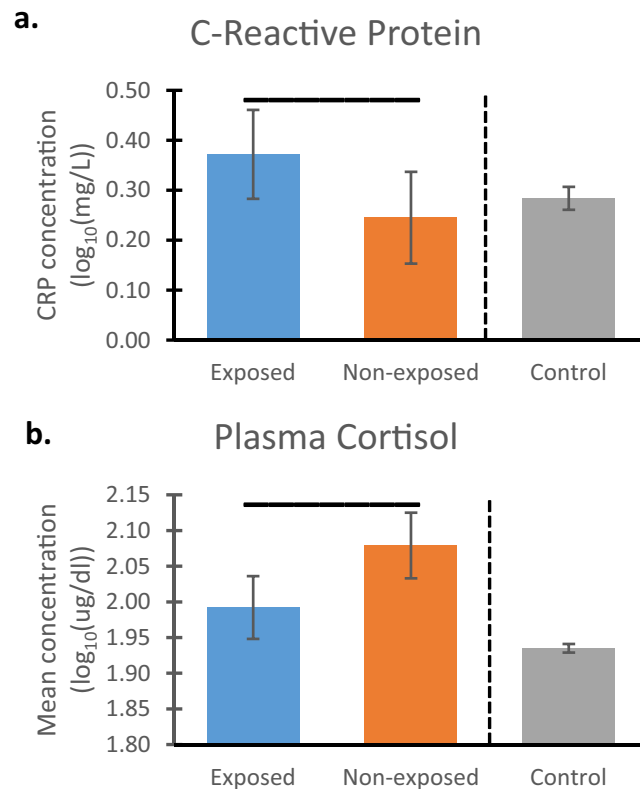 a.
C-Reactive Protein
CRP concentration
(log₁₀(mg/L))
0.50
0.40
0.30
0.20
0.10
0.00
Exposed Non-exposed Control
b.
Plasma Cortisol
Mean concentration
(log₁₀(ug/dl))
2.15
2.10
2.05
2.00
1.95
1.90
1.85
1.80
Exposed Non-exposed Control